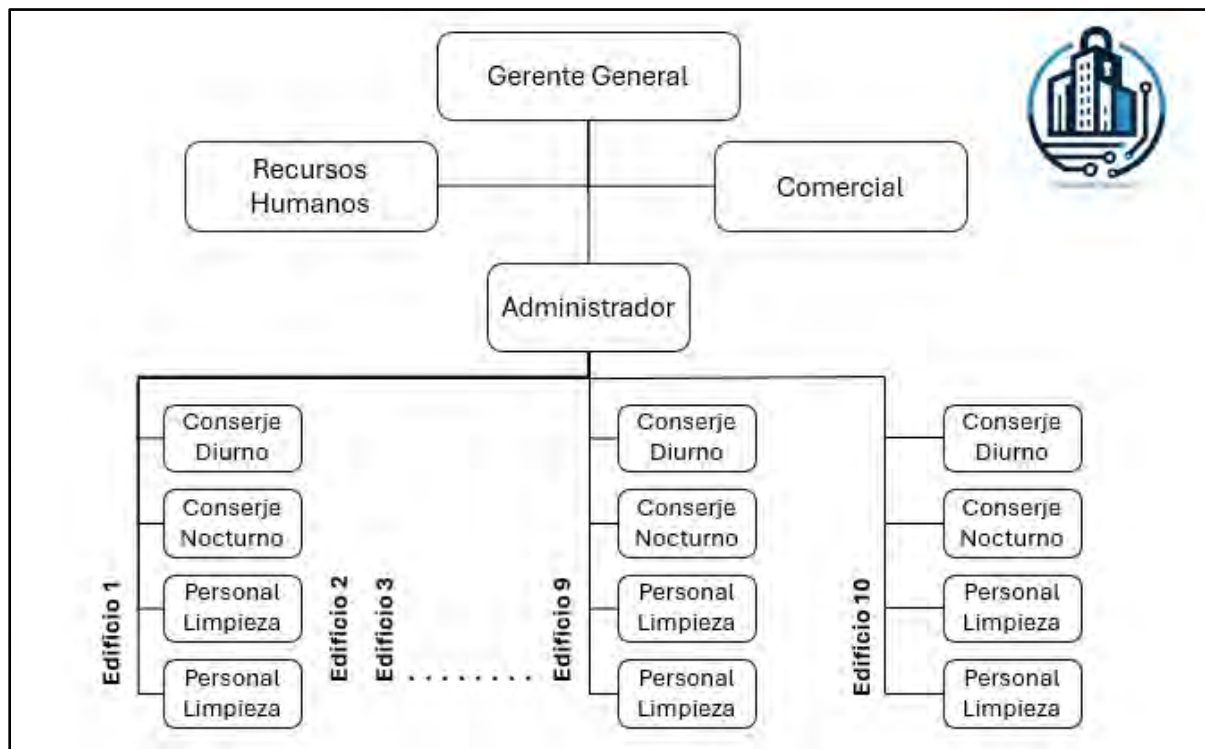 Gerente General
Recursos
Humanos
Comercial
Administrador
Edificio 1
Conserje
Diurno
Conserje
Nocturno
Personal
Limpieza
Personal
Limpieza
Edificio 2
Edificio 3
. . . . . . . .
Edificio 9
Conserje
Diurno
Conserje
Nocturno
Personal
Limpieza
Personal
Limpieza
Edificio 10
Conserje
Diurno
Conserje
Nocturno
Personal
Limpieza
Personal
Limpieza